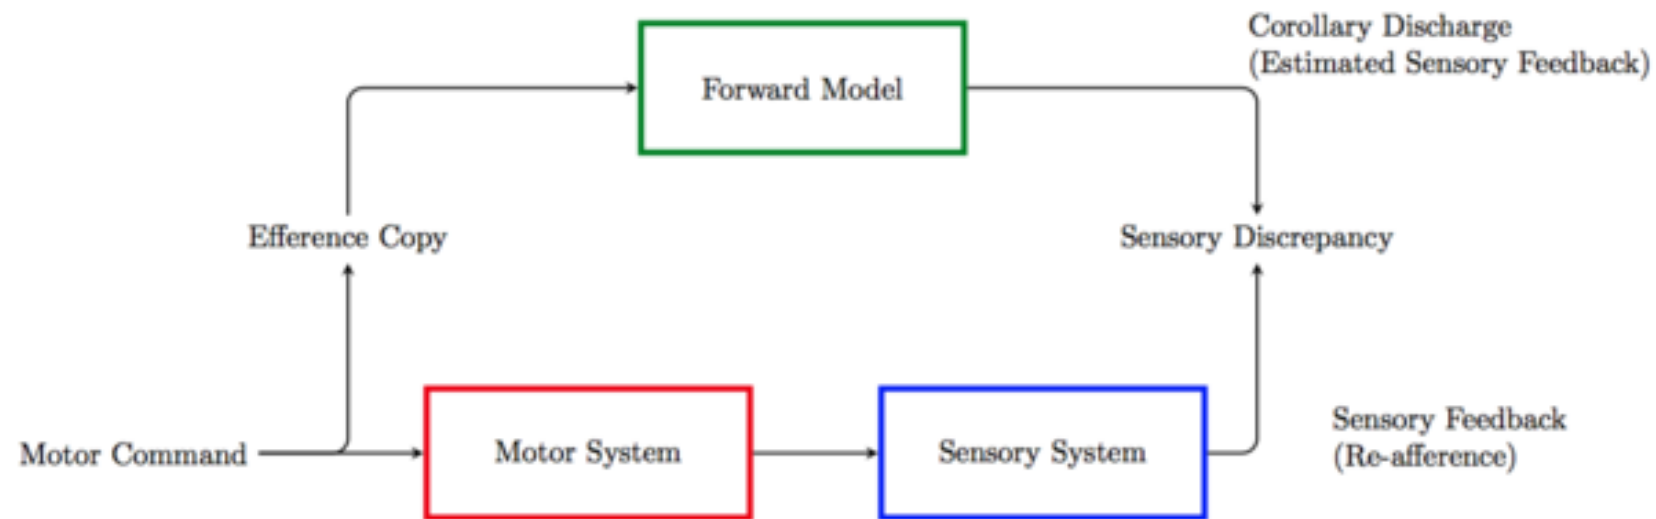 Corollary Discharge
(Estimated Sensory Feedback)
Forward Model
Efference Copy
Sensory Discrepancy
Motor Command
Motor System
Sensory System
Sensory Feedback
(Re-afference)